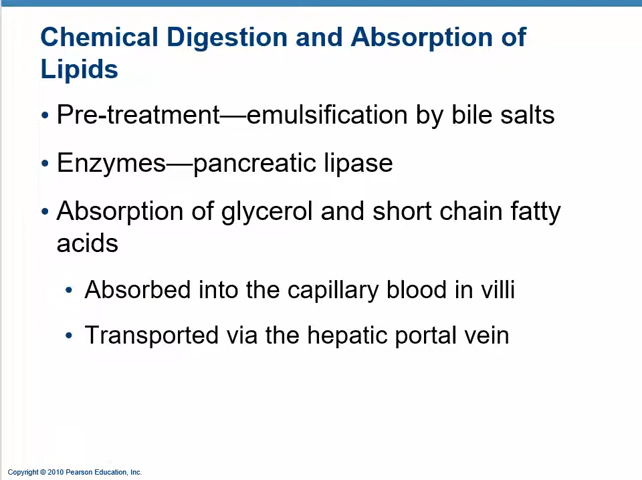 Chemical Digestion and Absorption of
Lipids
• Pre-treatment—emulsification by bile salts
• Enzymes—pancreatic lipase
• Absorption of glycerol and short chain fatty
acids
• Absorbed into the capillary blood in villi
• Transported via the hepatic portal vein
Copyright © 2010 Pearson Education, Inc.